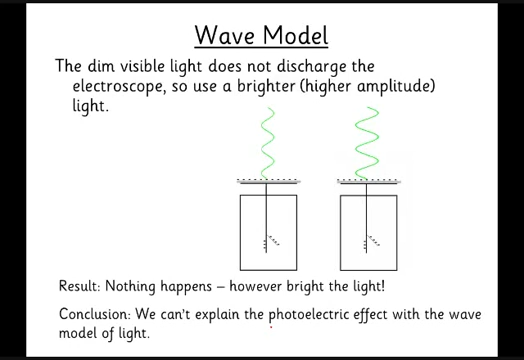 Wave Model
The dim visible light does not discharge the
electroscope, so use a brighter (higher amplitude)
light.
Result: Nothing happens – however bright the light!
Conclusion: We can't explain the photoelectric effect with the wave
model of light.